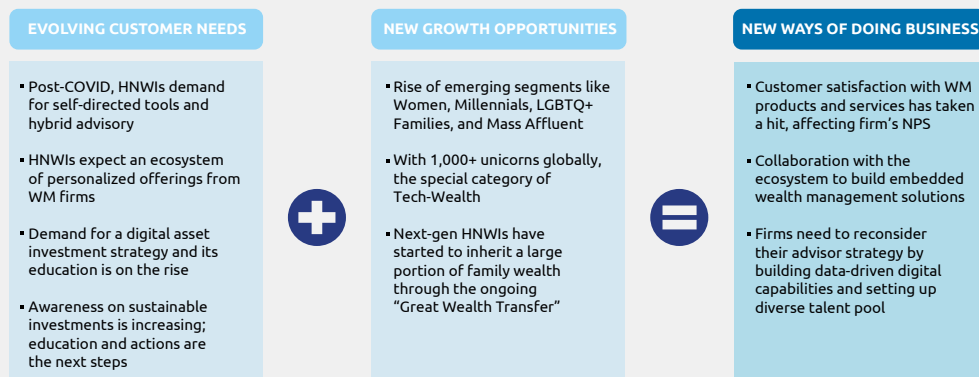 EVOLVING CUSTOMER NEEDS
▪ Post-COVID, HNWIs demand
for self-directed tools and
hybrid advisory
▪ HNWIs expect an ecosystem
of personalized offerings from
WM firms
▪ Demand for a digital asset
investment strategy and its
education is on the rise
▪ Awareness on sustainable
investments is increasing;
education and actions are
the next steps
+
NEW GROWTH OPPORTUNITIES
▪ Rise of emerging segments like
Women, Millennials, LGBTQ+
Families, and Mass Affluent
▪ With 1,000+ unicorns globally,
the special category of
Tech-Wealth
▪ Next-gen HNWIs have
started to inherit a large
portion of family wealth
through the ongoing
“Great Wealth Transfer”
=
NEW WAYS OF DOING BUSINESS
▪ Customer satisfaction with WM
products and services has taken
a hit, affecting firm’s NPS
▪ Collaboration with the
ecosystem to build embedded
wealth management solutions
▪ Firms need to reconsider
their advisor strategy by
building data-driven digital
capabilities and setting up
diverse talent pool